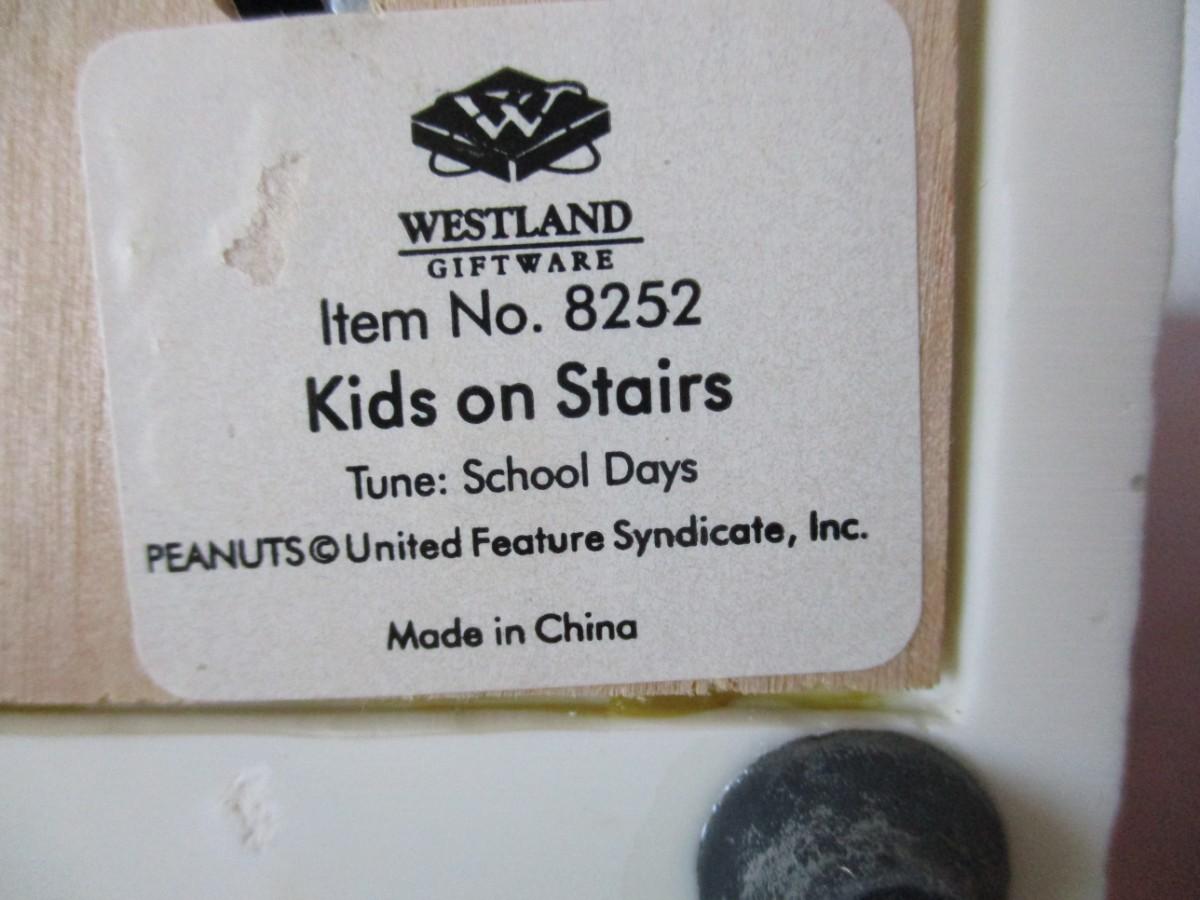 W
WESTLAND
GIFTWARE
Item No. 8252
Kids on Stairs
Tune: School Days
PEANUTS © United Feature Syndicate, Inc.
Made in China